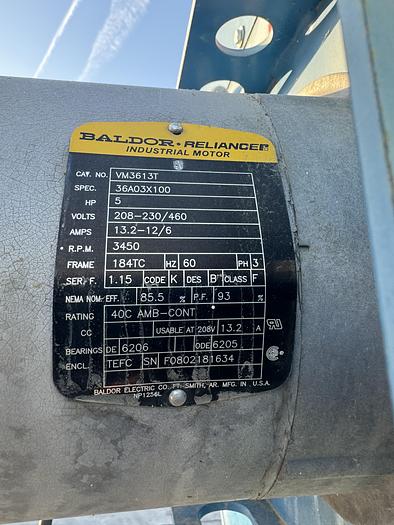 BALDOR · RELIANCER
INDUSTRIAL MOTOR
CAT. NO. VM3613T
SPEC. 36A03X100
HP 5
VOLTS 208-230/460
AMPS 13.2-12/6
R.P.M. 3450
FRAME 184TC HZ 60 PH 3
SER. F. 1.15 CODE K DES B CLASS F
NEMA NOM. EFF. 85.5 % P.F. 93 %
RATING 40C AMB-CONT
CC USABLE AT 208V 13.2 A
BEARINGS DE 6206 ODE 6205
ENCL. TEFC SN F0802181634
BALDOR ELECTRIC CO. FT. SMITH, AR. MFG. IN U.S.A.
NP1256L